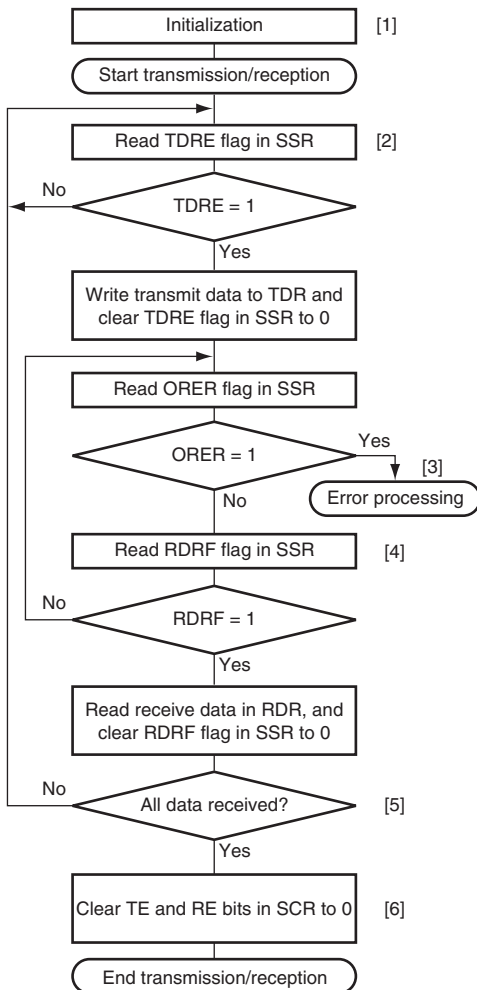 Initialization
[1]
Start transmission/reception
Read TDRE flag in SSR
[2]
No
TDRE = 1
Yes
Write transmit data to TDR and
clear TDRE flag in SSR to 0
Read ORER flag in SSR
ORER = 1
Yes
[3]
Error processing
No
Read RDRF flag in SSR
[4]
No
RDRF = 1
Yes
Read receive data in RDR, and
clear RDRF flag in SSR to 0
No
All data received?
[5]
Yes
Clear TE and RE bits in SCR to 0
[6]
End transmission/reception